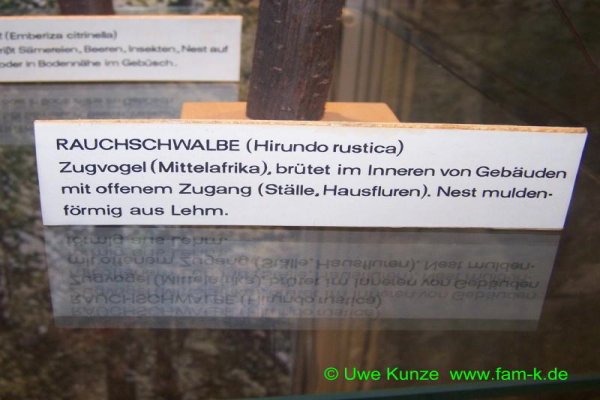 (Emberiza citrinella)
Sämereien, Beeren, Insekten, Nest auf
oder in Bodennähe im Gebüsch.
RAUCHSCHWALBE (Hirundo rustica)
Zugvogel (Mittelafrika), brütet im Inneren von Gebäuden
mit offenem Zugang (Ställe, Hausfluren). Nest mulden-
förmig aus Lehm.
© Uwe Kunze www.fam-k.de